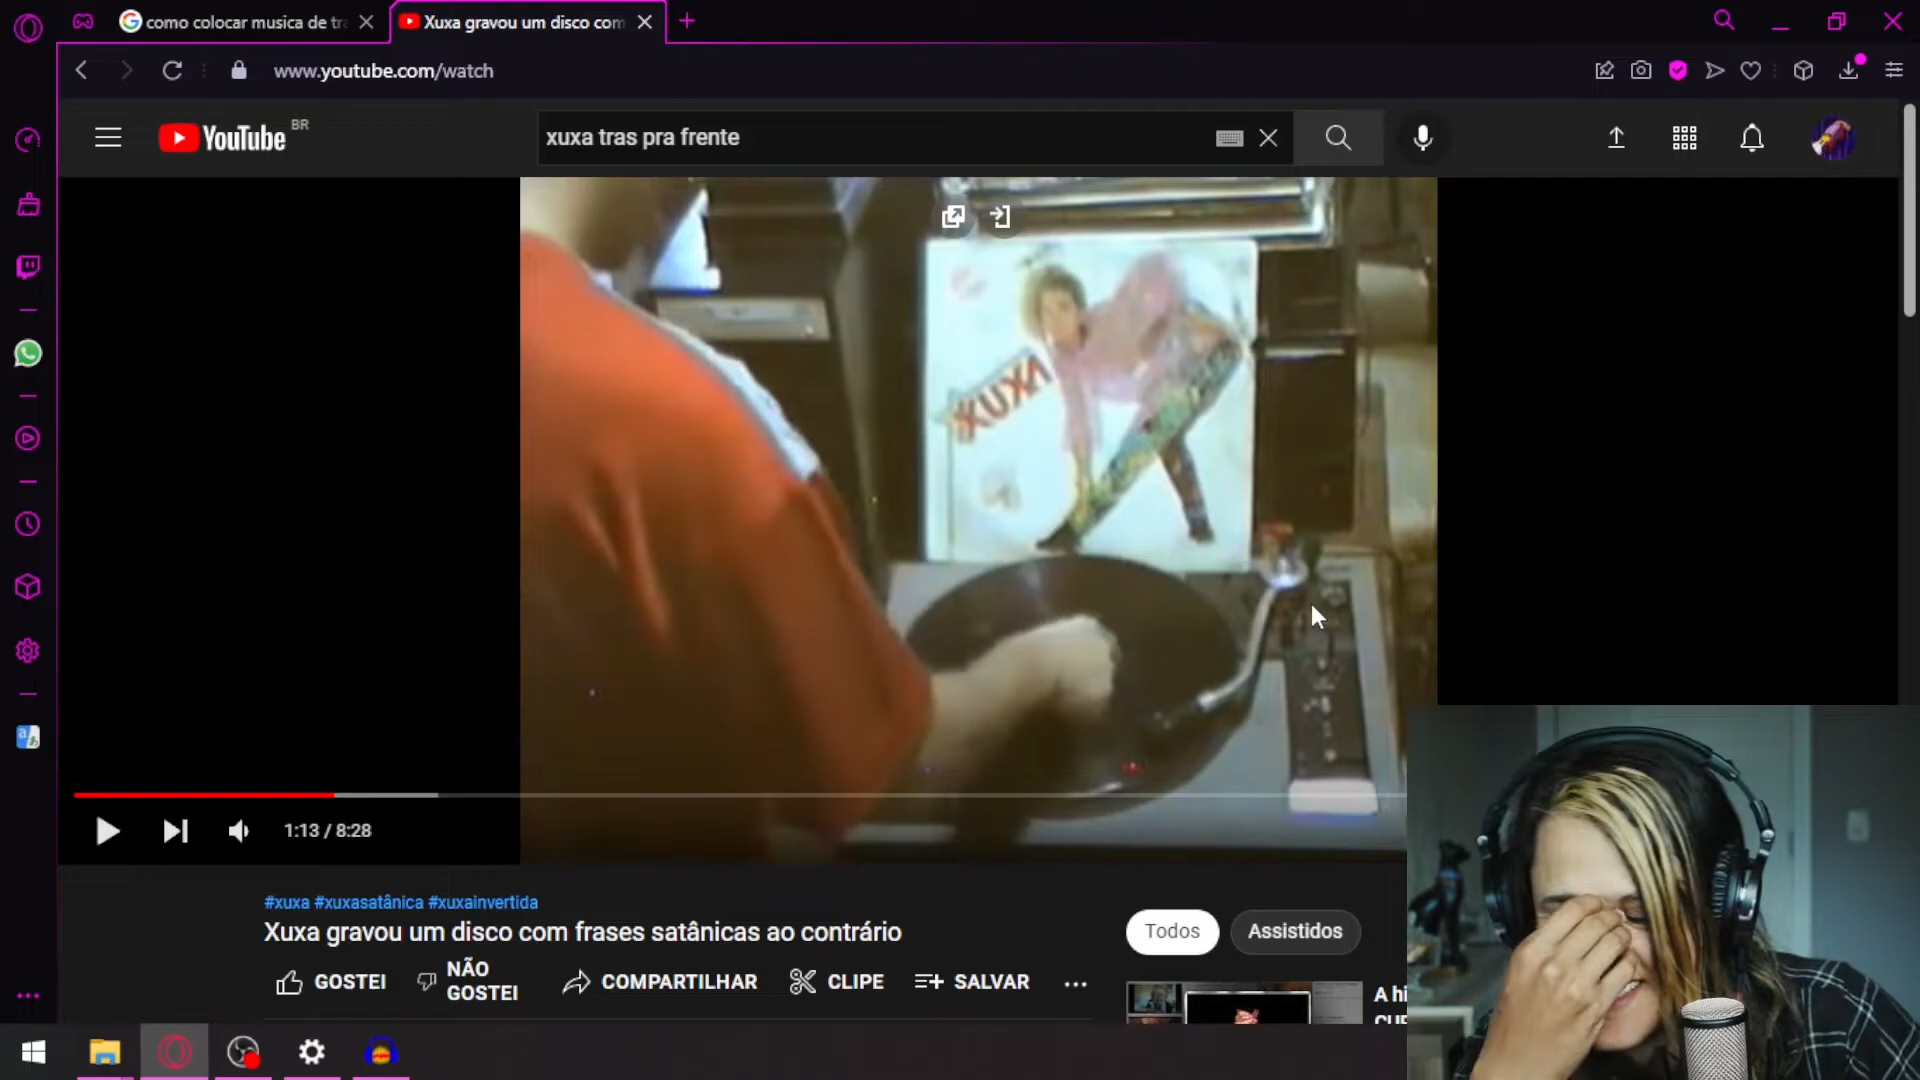 como colocar musica de tr
Xuxa gravou um disco com
www.youtube.com/watch
YouTube BR
xuxa tras pra frente
XUXA
1:13 / 8:28
#xuxa #xuxasatânica #xuxainvertida
Xuxa gravou um disco com frases satânicas ao contrário
Todos
Assistidos
GOSTEI
NÃO GOSTEI
COMPARTILHAR
CLIPE
SALVAR
A hi